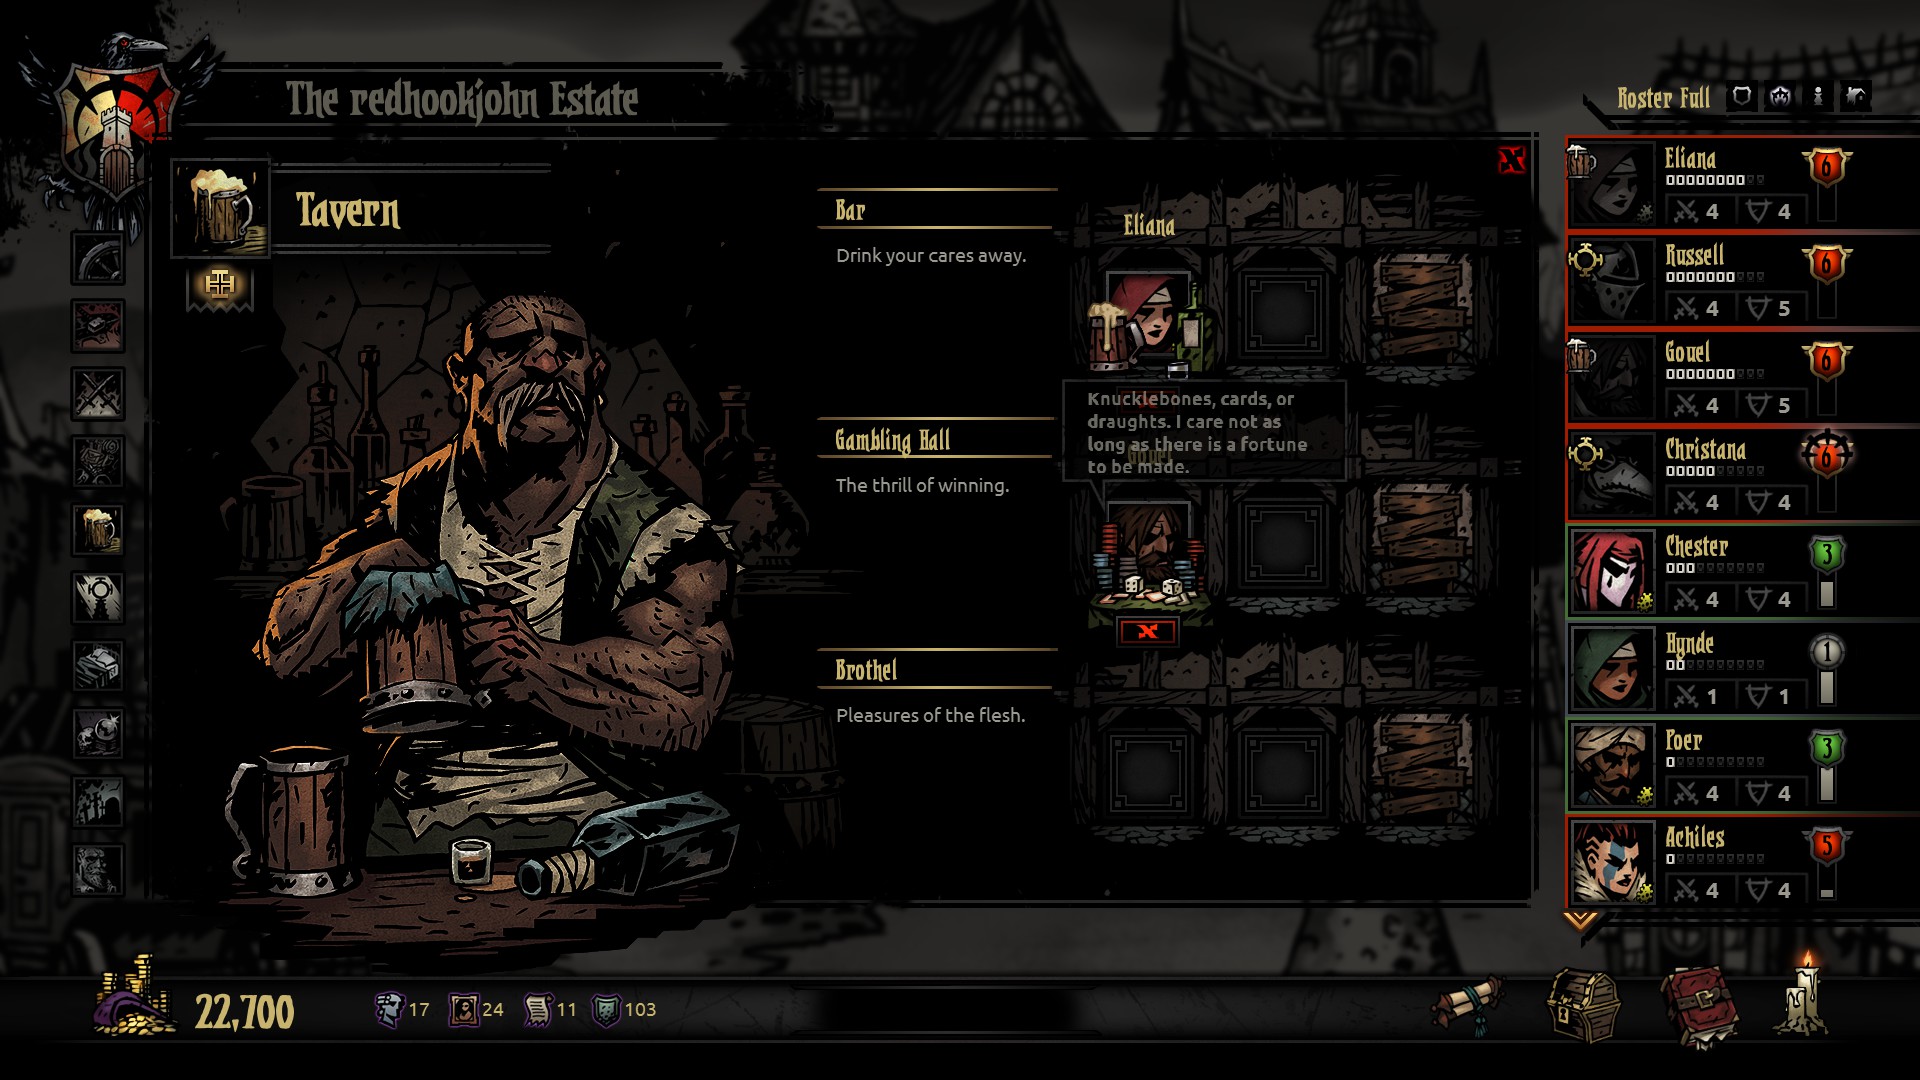 The redhookjohn Estate
Roster Full
Tavern
Bar
Drink your cares away.
Eliana
Knucklebones, cards, or
draughts. I care not as
long as there is a fortune
to be made.
Gambling Hall
The thrill of winning.
Brothel
Pleasures of the flesh.
Eliana
6
4 4
Russell
6
4 5
Gouel
6
4 5
Christana
6
4 4
Chester
3
4 4
Hynde
1
1 1
Poer
3
4 4
Achiles
5
4 4
22,700
17 24 11 103